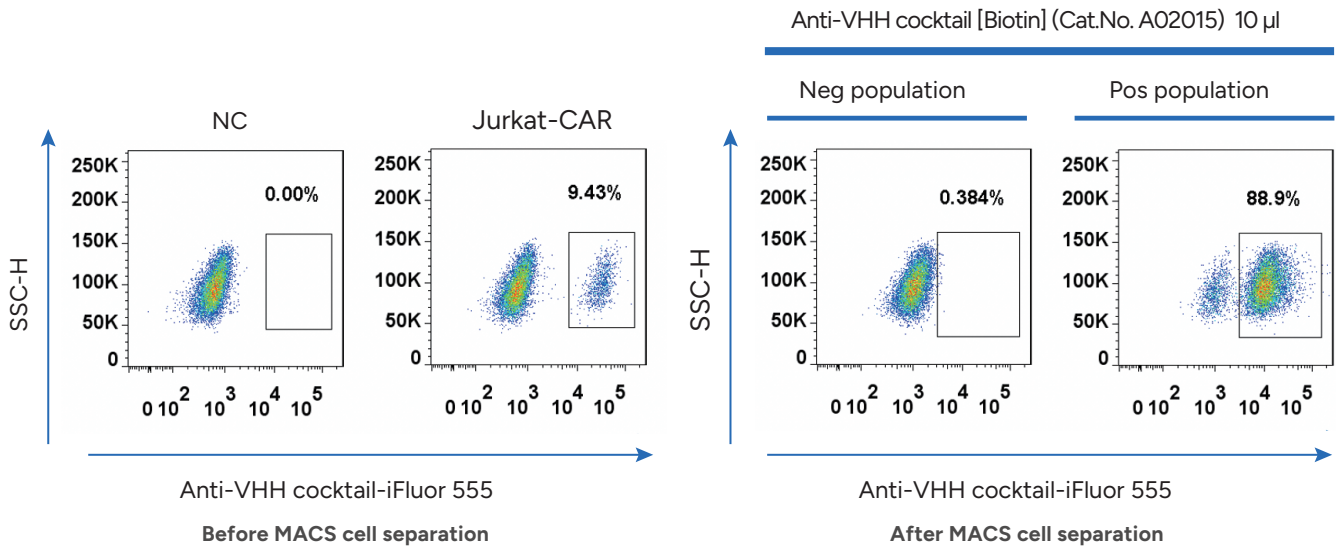 Anti-VHH cocktail [Biotin] (Cat.No. A02015) 10 µl
NC
Jurkat-CAR
Neg population
Pos population
SSC-H
250K
200K
150K
100K
50K
0
0.00%
0 10² 10³ 10⁴ 10⁵
250K
200K
150K
100K
50K
0
9.43%
0 10² 10³ 10⁴ 10⁵
Anti-VHH cocktail-iFluor 555
Before MACS cell separation
SSC-H
250K
200K
150K
100K
50K
0
0.384%
0 10² 10³ 10⁴ 10⁵
250K
200K
150K
100K
50K
0
88.9%
0 10² 10³ 10⁴ 10⁵
Anti-VHH cocktail-iFluor 555
After MACS cell separation